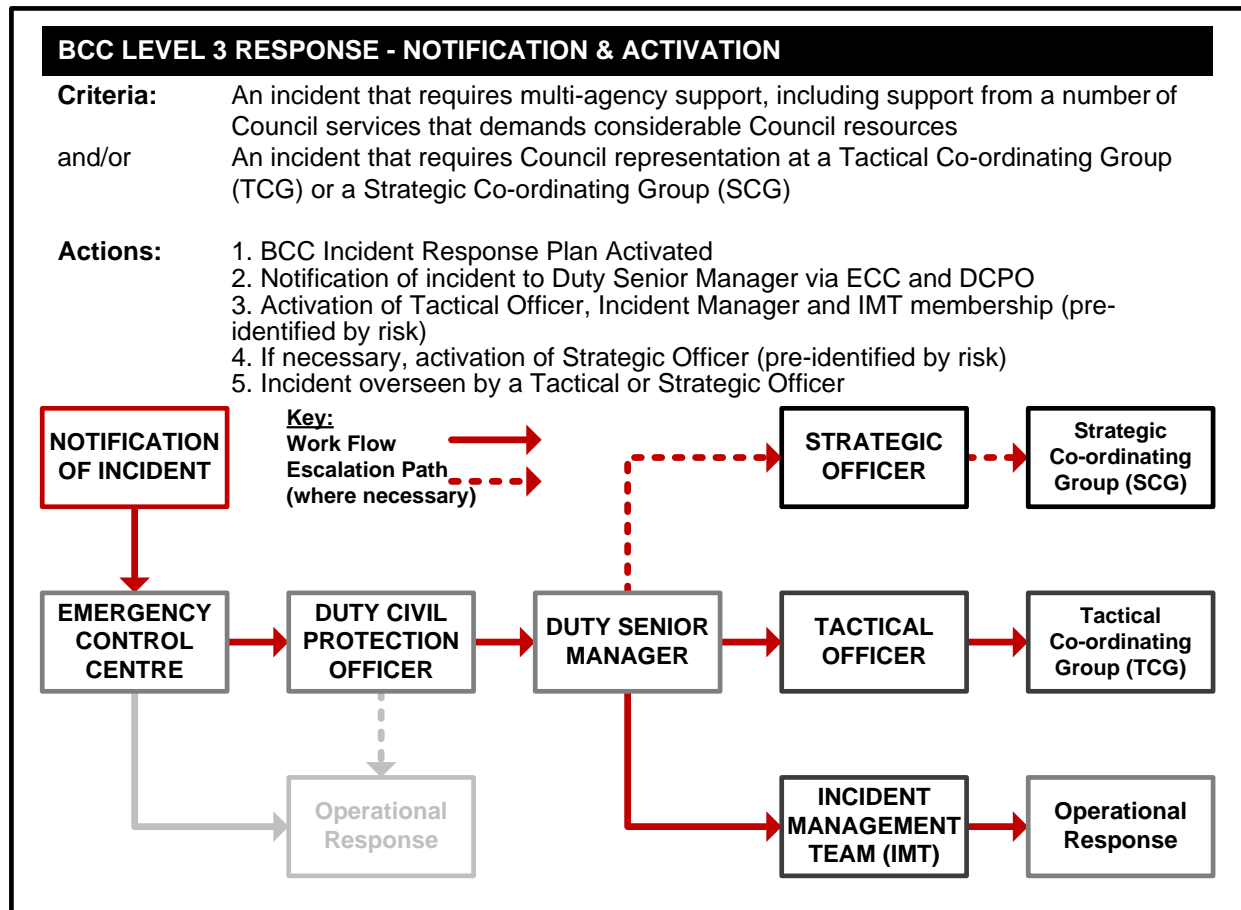 BCC LEVEL 3 RESPONSE - NOTIFICATION & ACTIVATION
Criteria: An incident that requires multi-agency support, including support from a number of
Council services that demands considerable Council resources
and/or An incident that requires Council representation at a Tactical Co-ordinating Group
(TCG) or a Strategic Co-ordinating Group (SCG)
Actions: 1. BCC Incident Response Plan Activated
2. Notification of incident to Duty Senior Manager via ECC and DCPO
3. Activation of Tactical Officer, Incident Manager and IMT membership (pre-
identified by risk)
4. If necessary, activation of Strategic Officer (pre-identified by risk)
5. Incident overseen by a Tactical or Strategic Officer
NOTIFICATION
OF INCIDENT
Key:
Work Flow
Escalation Path
(where necessary)
STRATEGIC
OFFICER
Strategic
Co-ordinating
Group (SCG)
EMERGENCY
CONTROL
CENTRE
DUTY CIVIL
PROTECTION
OFFICER
DUTY SENIOR
MANAGER
TACTICAL
OFFICER
Tactical
Co-ordinating
Group (TCG)
Operational
Response
INCIDENT
MANAGEMENT
TEAM (IMT)
Operational
Response